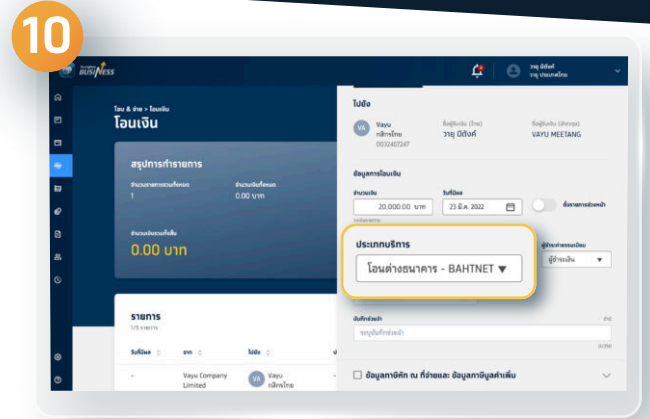 10
BUSINESS
วายุ มีตังค์
วายุ ประเทศไทย
โอน & จ่าย > โอนเงิน
โอนเงิน
สรุปการทำรายการ
จำนวนรายการรวมทั้งหมด
จำนวนเงินทั้งหมด
1
0.00 บาท
จำนวนเงินรวมทั้งสิ้น
0.00 บาท
รายการ
1/5 รายการ
วันที่มีผล
จาก
ไปยัง
-
Vayu Company Limited
VA
Vayu
กสิกรไทย
ไปยัง
VA
Vayu
กสิกรไทย
0032407247
ชื่อผู้รับเงิน (ไทย)
วายุ มีตังค์
ชื่อผู้รับเงิน (อังกฤษ)
VAYU MEETANG
ข้อมูลการโอนเงิน
จำนวนเงิน
20,000.00 บาท
วันที่มีผล
23 มี.ค. 2022
ตั้งรายการล่วงหน้า
ประเภทบริการ
โอนต่างธนาคาร - BAHTNET ▼
ผู้ชำระค่าธรรมเนียม
ผู้ชำระเงิน
บันทึกช่วยจำ
ระบุบันทึกช่วยจำ
0/350
ข้อมูลภาษีหัก ณ ที่จ่ายและ ข้อมูลภาษีมูลค่าเพิ่ม